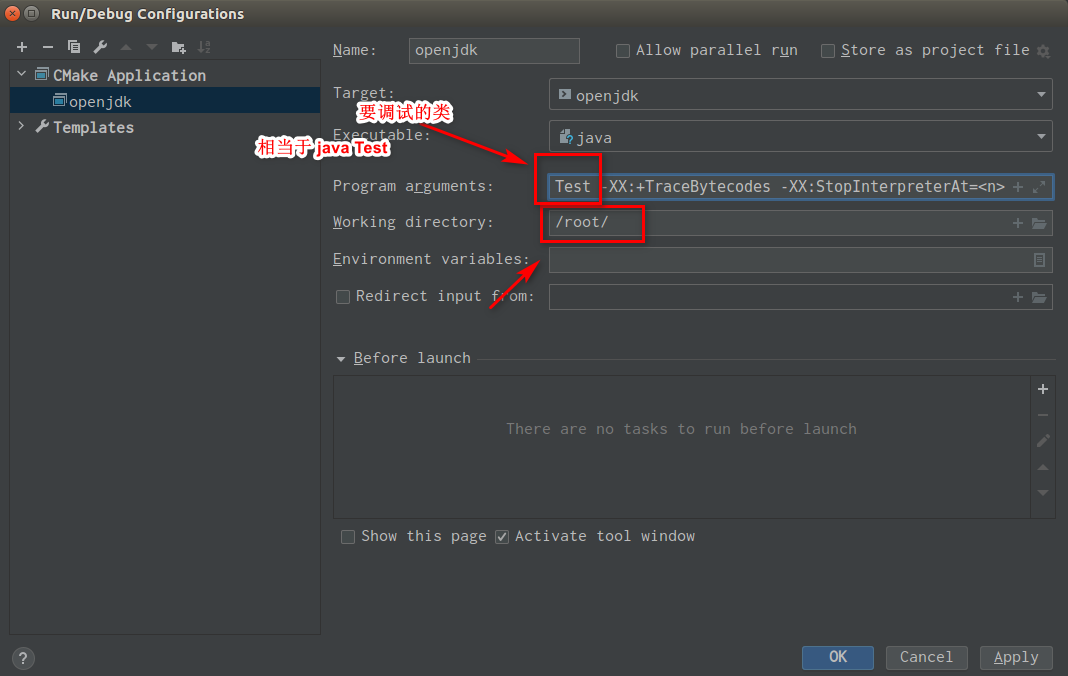 Run/Debug Configurations
CMake Application
openjdk
Templates
Name: openjdk Allow parallel run Store as project file
Target: openjdk
要调试的类
Executable: java
相当于 java Test
Program arguments: Test -XX:+TraceBytecodes -XX:StopInterpreterAt=<n>
Working directory: /root/
Environment variables:
Redirect input from:
Before launch
There are no tasks to run before launch
Show this page Activate tool window
? OK Cancel Apply